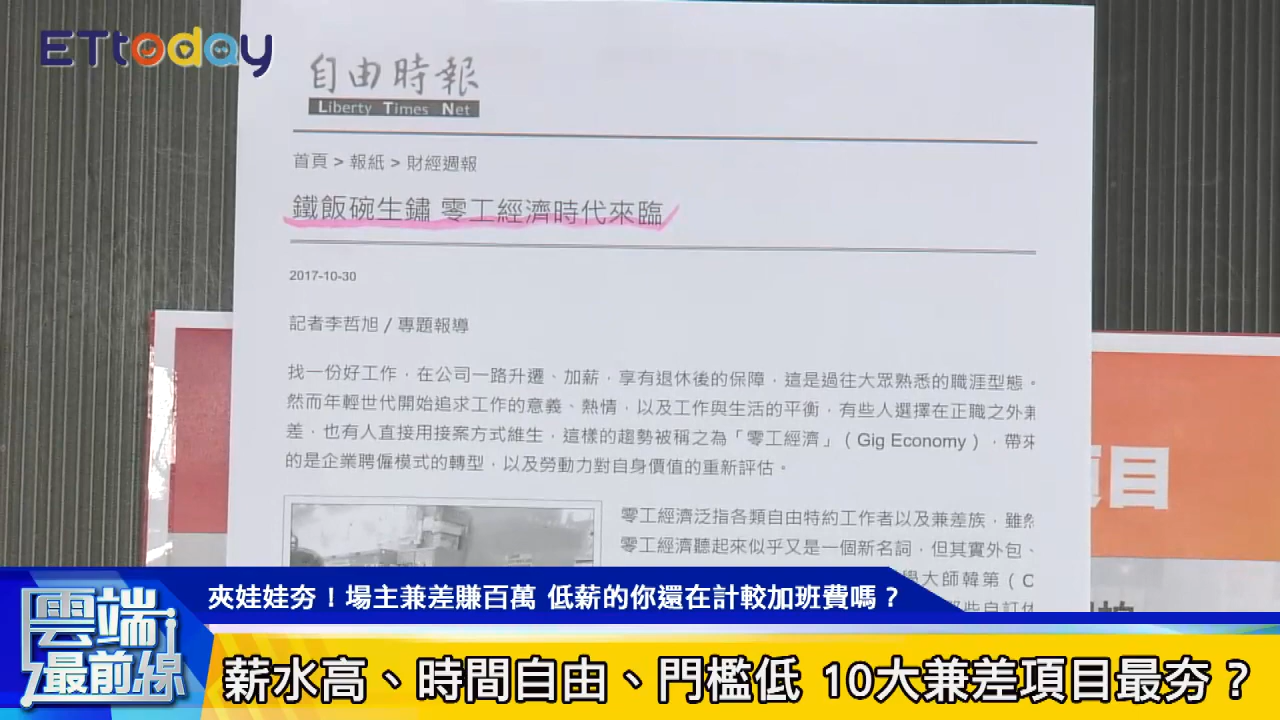 ETtoday
自由時報
Liberty Times Net
首頁 > 報紙 > 財經週報
鐵飯碗生鏽 零工經濟時代來臨
2017-10-30
記者李哲旭/專題報導
找一份好工作，在公司一路升遷、加薪，享有退休後的保障，這是過往大眾熟悉的職涯型態。
然而年輕世代開始追求工作的意義、熱情，以及工作與生活的平衡，有些人選擇在正職之外兼
差，也有人直接用接案方式維生，這樣的趨勢被稱之為「零工經濟」（Gig Economy），帶來
的是企業聘僱模式的轉型，以及勞動力對自身價值的重新評估。
零工經濟泛指各類自由特約工作者以及兼差族，雖然
零工經濟聽起來似乎又是一個新名詞，但其實外包、
學大師韓第（C
項目
雲端
最前線
夾娃娃夯！場主兼差賺百萬 低薪的你還在計較加班費嗎？
薪水高、時間自由、門檻低 10大兼差項目最夯？